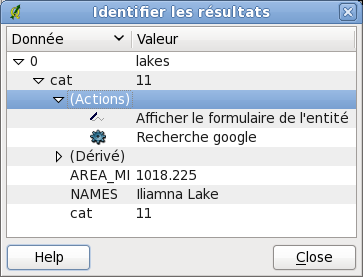 Identifier les résultats
Donnée Valeur
0 lakes
cat 11
(Actions)
Afficher le formulaire de l'entité
Recherche google
(Dérivé)
AREA_MI 1018.225
NAMES Iliamna Lake
cat 11
Help Close